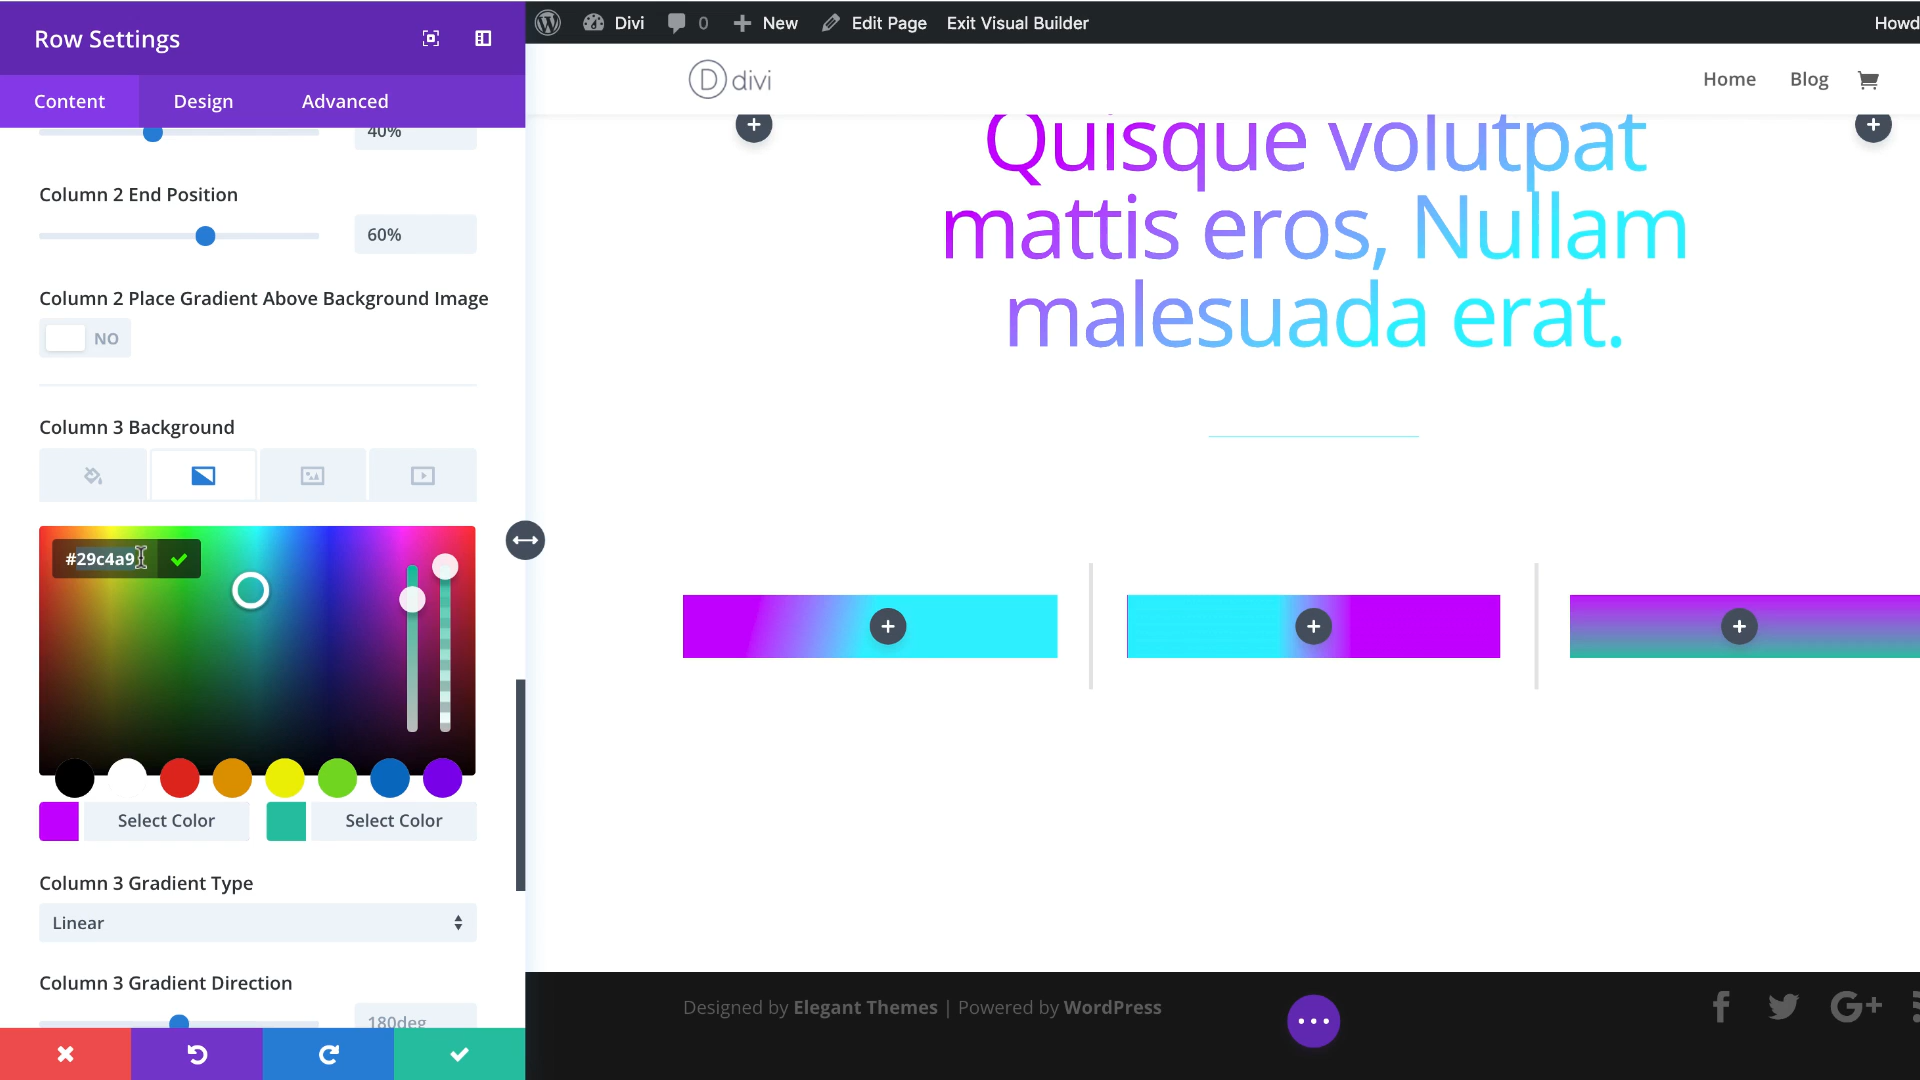 Row Settings
Content
Design
Advanced
40%
Column 2 End Position
60%
Column 2 Place Gradient Above Background Image
NO
Column 3 Background
#29c4a9
Select Color
Select Color
Column 3 Gradient Type
Linear
Column 3 Gradient Direction
180deg
Divi
0
New
Edit Page
Exit Visual Builder
Howd
D divi
Home
Blog
Quisque volutpat
mattis eros, Nullam
malesuada erat.
Designed by Elegant Themes | Powered by WordPress